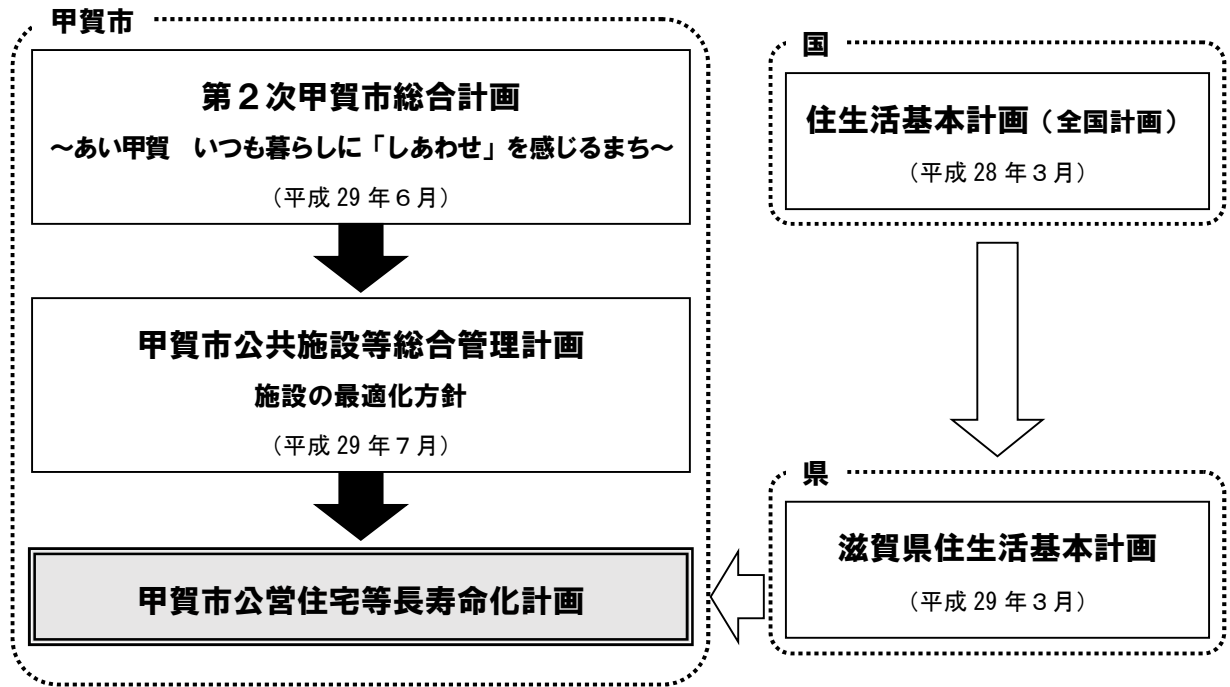 甲賀市
第２次甲賀市総合計画
～あい甲賀　いつも暮らしに「しあわせ」を感じるまち～
（平成 29 年６月）
甲賀市公共施設等総合管理計画
施設の最適化方針
（平成 29 年７月）
甲賀市公営住宅等長寿命化計画
国
住生活基本計画（全国計画）
（平成 28 年３月）
県
滋賀県住生活基本計画
（平成 29 年３月）